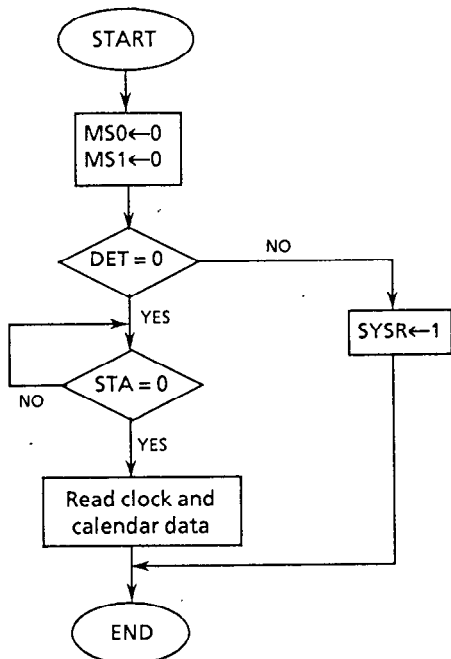 START
MS0←0
MS1←0
DET = 0
NO
YES
SYSR←1
STA = 0
NO
YES
Read clock and
calendar data
END